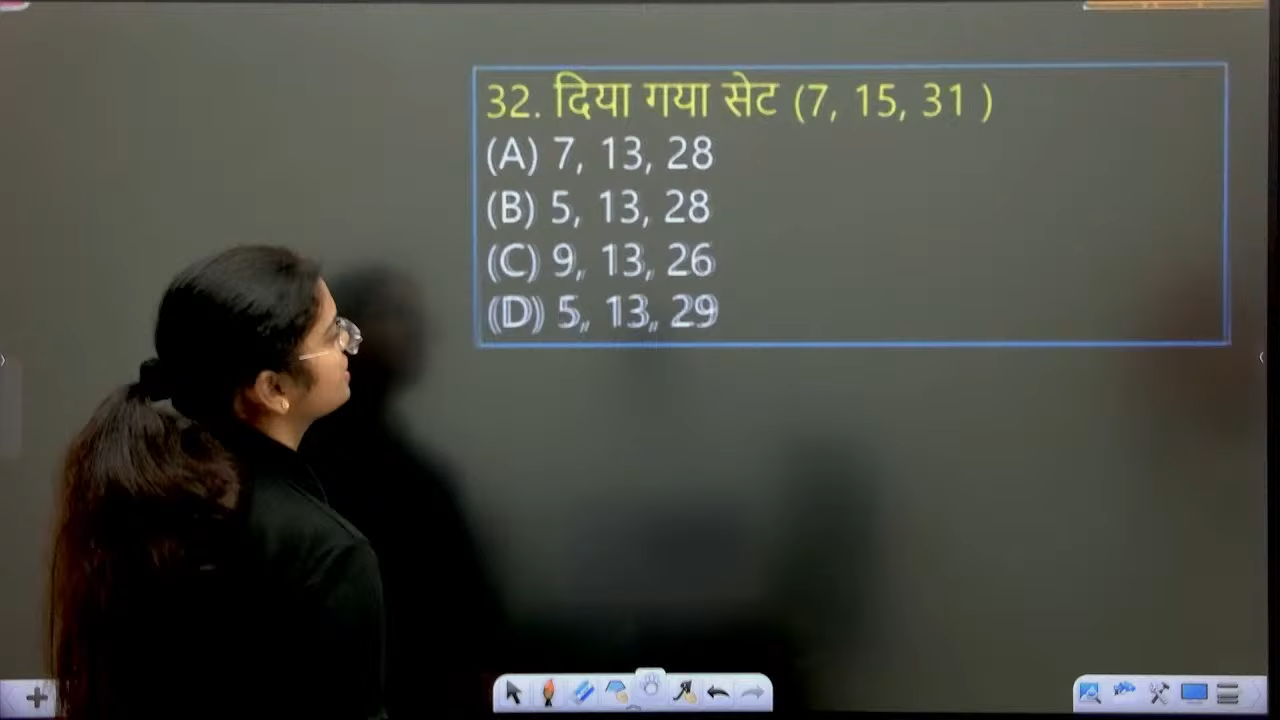 32. दिया गया सेट (7, 15, 31 )
(A) 7, 13, 28
(B) 5, 13, 28
(C) 9, 13, 26
(D) 5, 13, 29